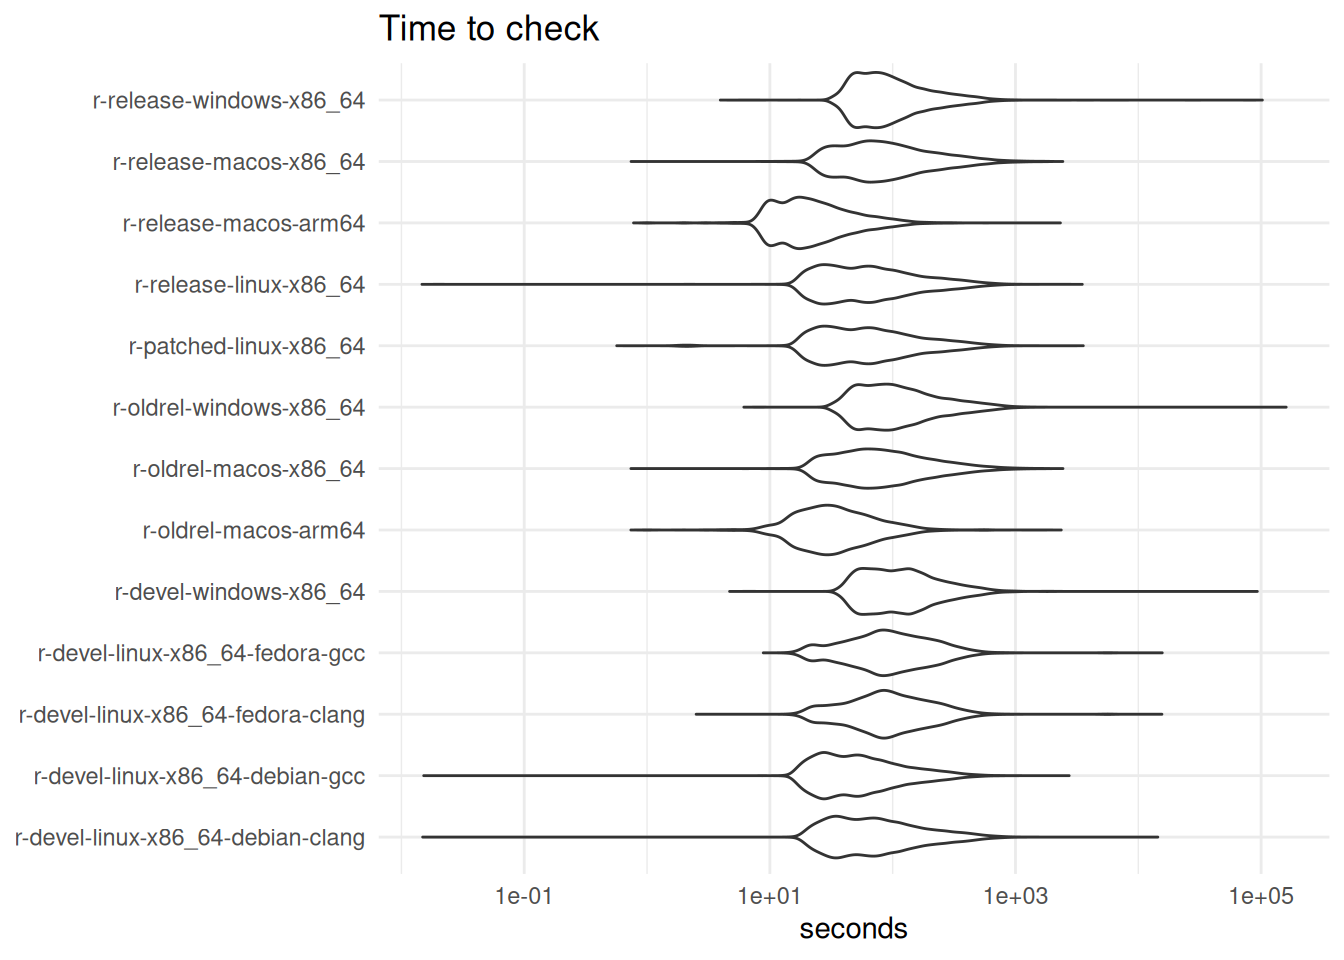 Time to check
r-release-windows-x86_64
r-release-macos-x86_64
r-release-macos-arm64
r-release-linux-x86_64
r-patched-linux-x86_64
r-oldrel-windows-x86_64
r-oldrel-macos-x86_64
r-oldrel-macos-arm64
r-devel-windows-x86_64
r-devel-linux-x86_64-fedora-gcc
r-devel-linux-x86_64-fedora-clang
r-devel-linux-x86_64-debian-gcc
r-devel-linux-x86_64-debian-clang
1e-01 1e+01 1e+03 1e+05
seconds